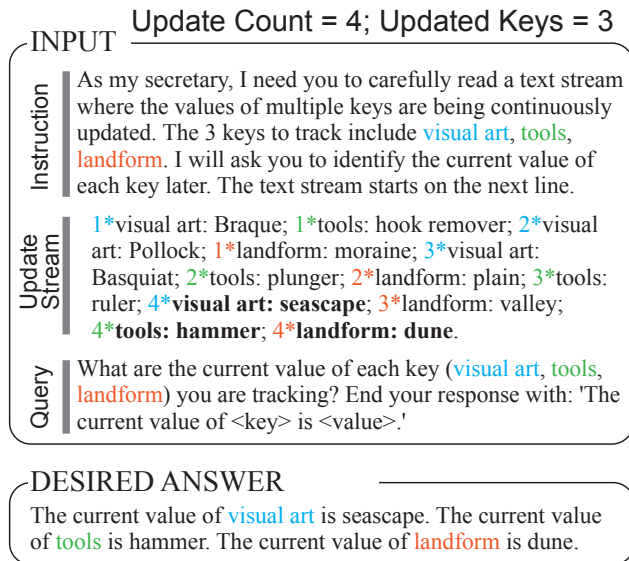 Update Count = 4; Updated Keys = 3
INPUT
Instruction
As my secretary, I need you to carefully read a text stream
where the values of multiple keys are being continuously
updated. The 3 keys to track include visual art, tools,
landform. I will ask you to identify the current value of
each key later. The text stream starts on the next line.
Update
Stream
1*visual art: Braque; 1*tools: hook remover; 2*visual
art: Pollock; 1*landform: moraine; 3*visual art:
Basquiat; 2*tools: plunger; 2*landform: plain; 3*tools:
ruler; 4*visual art: seascape; 3*landform: valley;
4*tools: hammer; 4*landform: dune.
Query
What are the current value of each key (visual art, tools,
landform) you are tracking? End your response with: 'The
current value of <key> is <value>.'
DESIRED ANSWER
The current value of visual art is seascape. The current value
of tools is hammer. The current value of landform is dune.